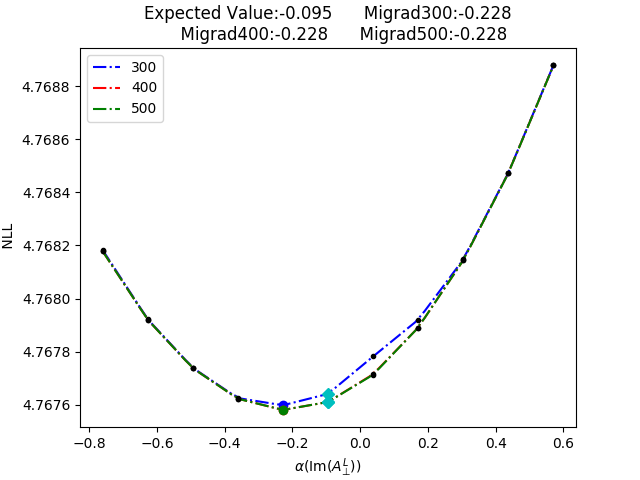 Expected Value:-0.095 Migrad300:-0.228
Migrad400:-0.228 Migrad500:-0.228
300
400
500
4.7688
4.7686
4.7684
4.7682
4.7680
4.7678
4.7676
NLL
−0.8 −0.6 −0.4 −0.2 0.0 0.2 0.4 0.6
α(Im(A⊥^L))